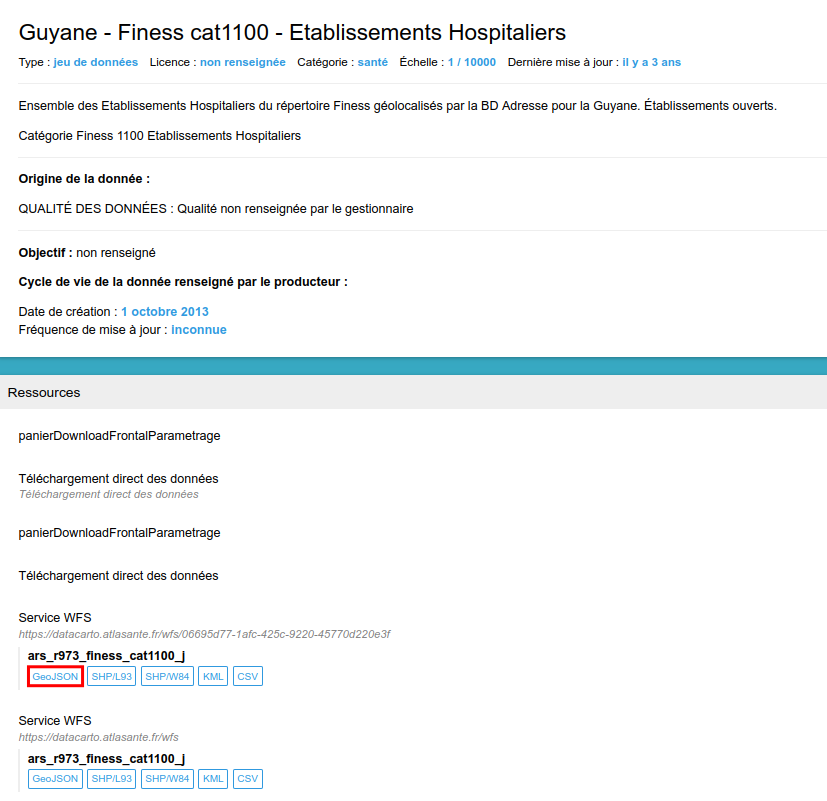 Guyane - Finess cat1100 - Etablissements Hospitaliers
Type : jeu de données Licence : non renseignée Catégorie : santé Échelle : 1 / 10000 Dernière mise à jour : il y a 3 ans
Ensemble des Etablissements Hospitaliers du répertoire Finess géolocalisés par la BD Adresse pour la Guyane. Établissements ouverts.
Catégorie Finess 1100 Etablissements Hospitaliers
Origine de la donnée :
QUALITÉ DES DONNÉES : Qualité non renseignée par le gestionnaire
Objectif : non renseigné
Cycle de vie de la donnée renseigné par le producteur :
Date de création : 1 octobre 2013
Fréquence de mise à jour : inconnue
Ressources
panierDownloadFrontalParametrage
Téléchargement direct des données
Téléchargement direct des données
panierDownloadFrontalParametrage
Téléchargement direct des données
Service WFS
https://datacarto.atlasante.fr/wfs/06695d77-1afc-425c-9220-45770d220e3f
ars_r973_finess_cat1100_j
GeoJSON SHP/L93 SHP/W84 KML CSV
Service WFS
https://datacarto.atlasante.fr/wfs
ars_r973_finess_cat1100_j
GeoJSON SHP/L93 SHP/W84 KML CSV